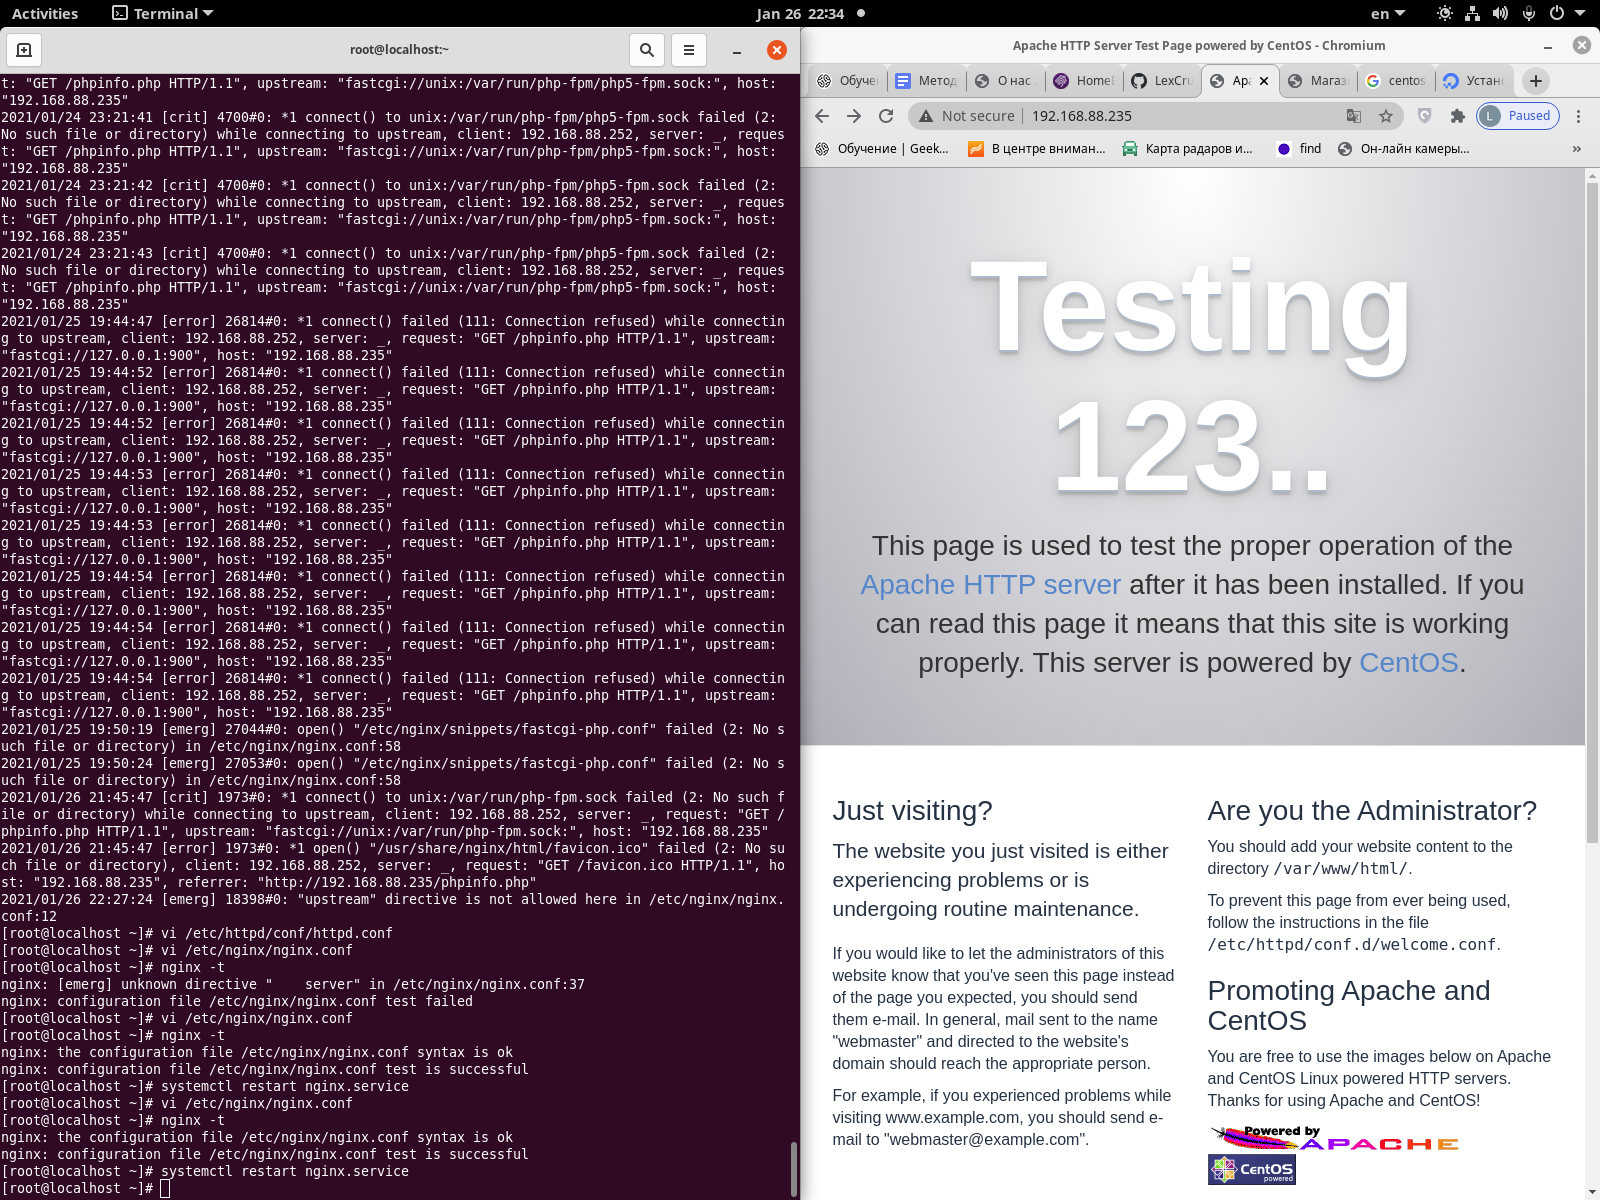 Activities
Terminal
Jan 26 22:34
en
root@localhost:~
t: "GET /phpinfo.php HTTP/1.1", upstream: "fastcgi://unix:/var/run/php-fpm/php5-fpm.sock:", host:
"192.168.88.235"
2021/01/24 23:21:41 [crit] 4700#0: *1 connect() to unix:/var/run/php-fpm/php5-fpm.sock failed (2:
No such file or directory) while connecting to upstream, client: 192.168.88.252, server: _, reques
t: "GET /phpinfo.php HTTP/1.1", upstream: "fastcgi://unix:/var/run/php-fpm/php5-fpm.sock:", host:
"192.168.88.235"
2021/01/24 23:21:42 [crit] 4700#0: *1 connect() to unix:/var/run/php-fpm/php5-fpm.sock failed (2:
No such file or directory) while connecting to upstream, client: 192.168.88.252, server: _, reques
t: "GET /phpinfo.php HTTP/1.1", upstream: "fastcgi://unix:/var/run/php-fpm/php5-fpm.sock:", host:
"192.168.88.235"
2021/01/24 23:21:43 [crit] 4700#0: *1 connect() to unix:/var/run/php-fpm/php5-fpm.sock failed (2:
No such file or directory) while connecting to upstream, client: 192.168.88.252, server: _, reques
t: "GET /phpinfo.php HTTP/1.1", upstream: "fastcgi://unix:/var/run/php-fpm/php5-fpm.sock:", host:
"192.168.88.235"
2021/01/25 19:44:47 [error] 26814#0: *1 connect() failed (111: Connection refused) while connectin
g to upstream, client: 192.168.88.252, server: _, request: "GET /phpinfo.php HTTP/1.1", upstream:
"fastcgi://127.0.0.1:900", host: "192.168.88.235"
2021/01/25 19:44:52 [error] 26814#0: *1 connect() failed (111: Connection refused) while connectin
g to upstream, client: 192.168.88.252, server: _, request: "GET /phpinfo.php HTTP/1.1", upstream:
"fastcgi://127.0.0.1:900", host: "192.168.88.235"
2021/01/25 19:44:52 [error] 26814#0: *1 connect() failed (111: Connection refused) while connectin
g to upstream, client: 192.168.88.252, server: _, request: "GET /phpinfo.php HTTP/1.1", upstream:
"fastcgi://127.0.0.1:900", host: "192.168.88.235"
2021/01/25 19:44:53 [error] 26814#0: *1 connect() failed (111: Connection refused) while connectin
g to upstream, client: 192.168.88.252, server: _, request: "GET /phpinfo.php HTTP/1.1", upstream:
"fastcgi://127.0.0.1:900", host: "192.168.88.235"
2021/01/25 19:44:53 [error] 26814#0: *1 connect() failed (111: Connection refused) while connectin
g to upstream, client: 192.168.88.252, server: _, request: "GET /phpinfo.php HTTP/1.1", upstream:
"fastcgi://127.0.0.1:900", host: "192.168.88.235"
2021/01/25 19:44:54 [error] 26814#0: *1 connect() failed (111: Connection refused) while connectin
g to upstream, client: 192.168.88.252, server: _, request: "GET /phpinfo.php HTTP/1.1", upstream:
"fastcgi://127.0.0.1:900", host: "192.168.88.235"
2021/01/25 19:44:54 [error] 26814#0: *1 connect() failed (111: Connection refused) while connectin
g to upstream, client: 192.168.88.252, server: _, request: "GET /phpinfo.php HTTP/1.1", upstream:
"fastcgi://127.0.0.1:900", host: "192.168.88.235"
2021/01/25 19:44:54 [error] 26814#0: *1 connect() failed (111: Connection refused) while connectin
g to upstream, client: 192.168.88.252, server: _, request: "GET /phpinfo.php HTTP/1.1", upstream:
"fastcgi://127.0.0.1:900", host: "192.168.88.235"
2021/01/25 19:50:19 [emerg] 27044#0: open() "/etc/nginx/snippets/fastcgi-php.conf" failed (2: No s
uch file or directory) in /etc/nginx/nginx.conf:58
2021/01/25 19:50:24 [emerg] 27053#0: open() "/etc/nginx/snippets/fastcgi-php.conf" failed (2: No s
uch file or directory) in /etc/nginx/nginx.conf:58
2021/01/26 21:45:47 [crit] 1973#0: *1 connect() to unix:/var/run/php-fpm.sock failed (2: No such f
ile or directory) while connecting to upstream, client: 192.168.88.252, server: _, request: "GET /
phpinfo.php HTTP/1.1", upstream: "fastcgi://unix:/var/run/php-fpm.sock:", host: "192.168.88.235"
2021/01/26 21:45:47 [error] 1973#0: *1 open() "/usr/share/nginx/html/favicon.ico" failed (2: No su
ch file or directory), client: 192.168.88.252, server: _, request: "GET /favicon.ico HTTP/1.1", ho
st: "192.168.88.235", referrer: "http://192.168.88.235/phpinfo.php"
2021/01/26 22:27:24 [emerg] 18398#0: "upstream" directive is not allowed here in /etc/nginx/nginx.
conf:12
[root@localhost ~]# vi /etc/httpd/conf/httpd.conf
[root@localhost ~]# vi /etc/nginx/nginx.conf
[root@localhost ~]# nginx -t
nginx: [emerg] unknown directive "    server" in /etc/nginx/nginx.conf:37
nginx: configuration file /etc/nginx/nginx.conf test failed
[root@localhost ~]# vi /etc/nginx/nginx.conf
[root@localhost ~]# nginx -t
nginx: the configuration file /etc/nginx/nginx.conf syntax is ok
nginx: configuration file /etc/nginx/nginx.conf test is successful
[root@localhost ~]# systemctl restart nginx.service
[root@localhost ~]# vi /etc/nginx/nginx.conf
[root@localhost ~]# nginx -t
nginx: the configuration file /etc/nginx/nginx.conf syntax is ok
nginx: configuration file /etc/nginx/nginx.conf test is successful
[root@localhost ~]# systemctl restart nginx.service
[root@localhost ~]#
Apache HTTP Server Test Page powered by CentOS - Chromium
Обучен Метод О нас HomeB LexCru Apa Магаз centos Устан
Not secure 192.168.88.235 L Paused
Обучение | Geek... В центре вниман... Карта радаров и... find Он-лайн камеры... »
Testing
123..
This page is used to test the proper operation of the
Apache HTTP server after it has been installed. If you
can read this page it means that this site is working
properly. This server is powered by CentOS.
Just visiting?
The website you just visited is either
experiencing problems or is
undergoing routine maintenance.
If you would like to let the administrators of this
website know that you've seen this page instead
of the page you expected, you should send
them e-mail. In general, mail sent to the name
"webmaster" and directed to the website's
domain should reach the appropriate person.
For example, if you experienced problems while
visiting www.example.com, you should send e-
mail to "webmaster@example.com".
Are you the Administrator?
You should add your website content to the
directory /var/www/html/.
To prevent this page from ever being used,
follow the instructions in the file
/etc/httpd/conf.d/welcome.conf.
Promoting Apache and
CentOS
You are free to use the images below on Apache
and CentOS Linux powered HTTP servers.
Thanks for using Apache and CentOS!
Powered by
APACHE
CentOS
powered